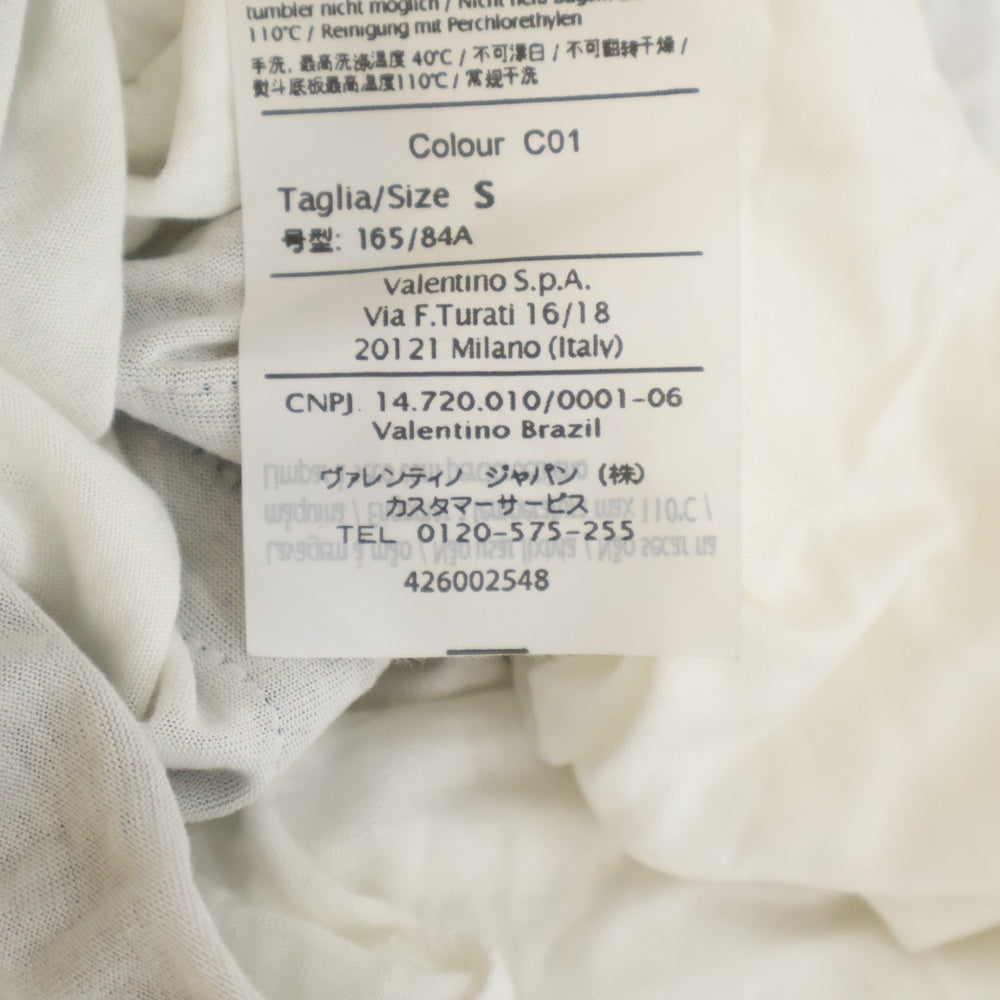 tumbler nicht möglich / Nicht heiß bügeln
110℃ / Reinigung mit Perchlorethylen
手洗, 最高洗涤温度 40℃ / 不可漂白 / 不可翻转干燥 /
熨斗底板最高温度110℃ / 常规干洗
Colour C01
Taglia/Size S
号型: 165/84A
Valentino S.p.A.
Via F.Turati 16/18
20121 Milano (Italy)
CNPJ. 14.720.010/0001-06
Valentino Brazil
ヴァレンティノ ジャパン (株)
カスタマーサービス
TEL 0120-575-255
426002548